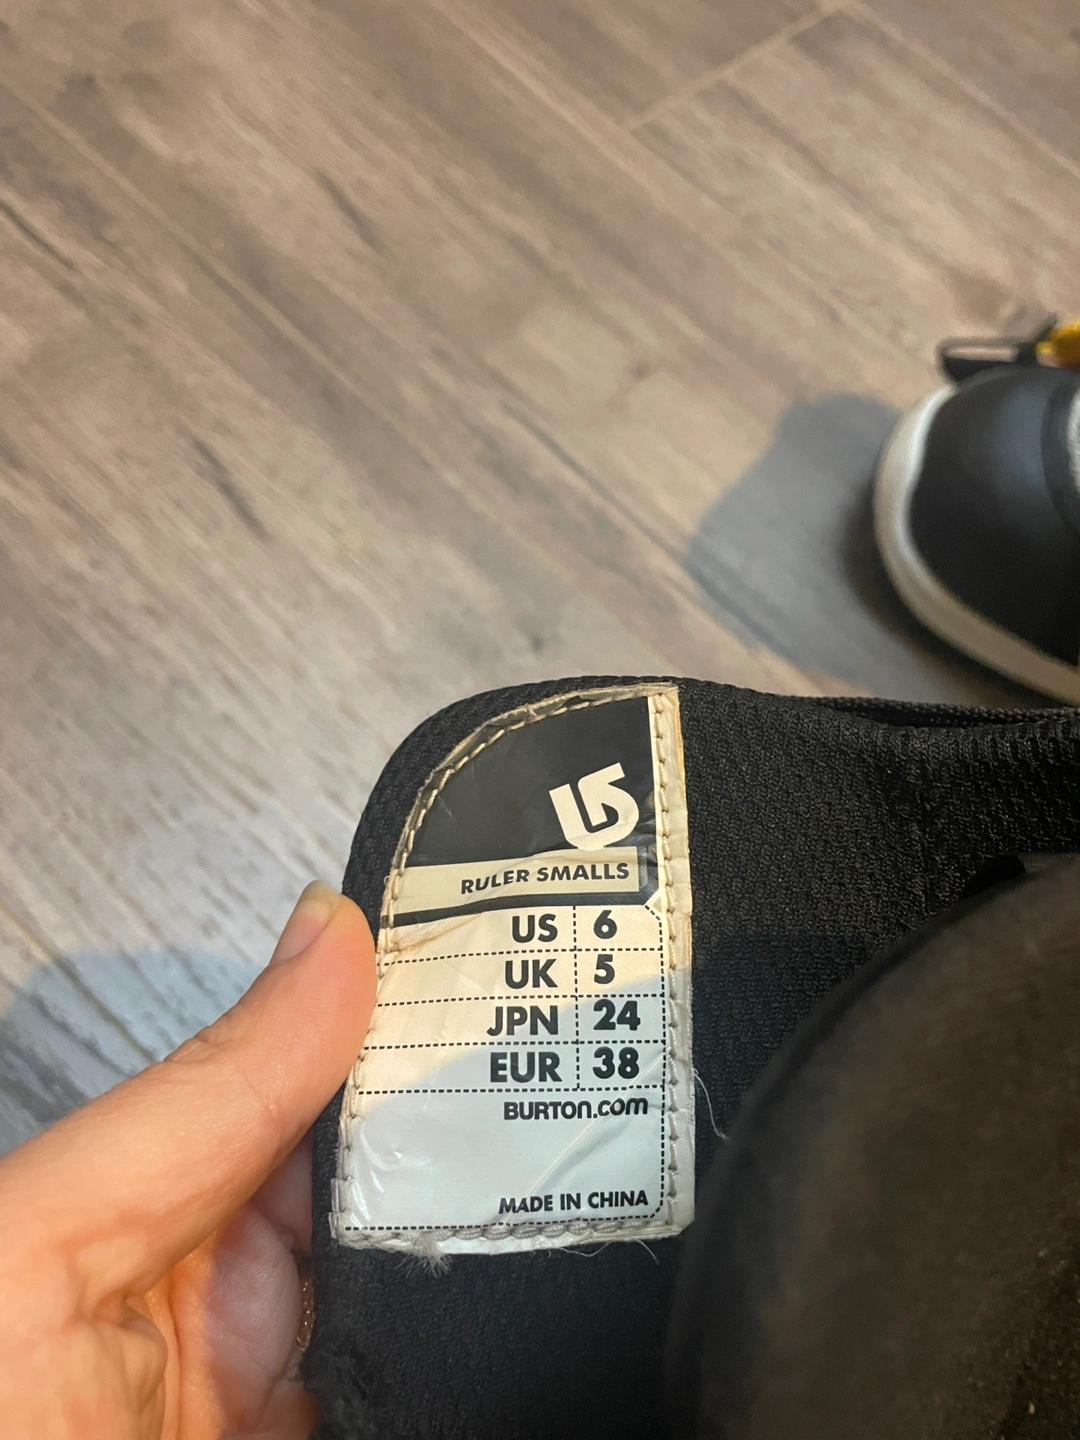 RULER SMALLS
US 6
UK 5
JPN 24
EUR 38
BURTON.COM
MADE IN CHINA